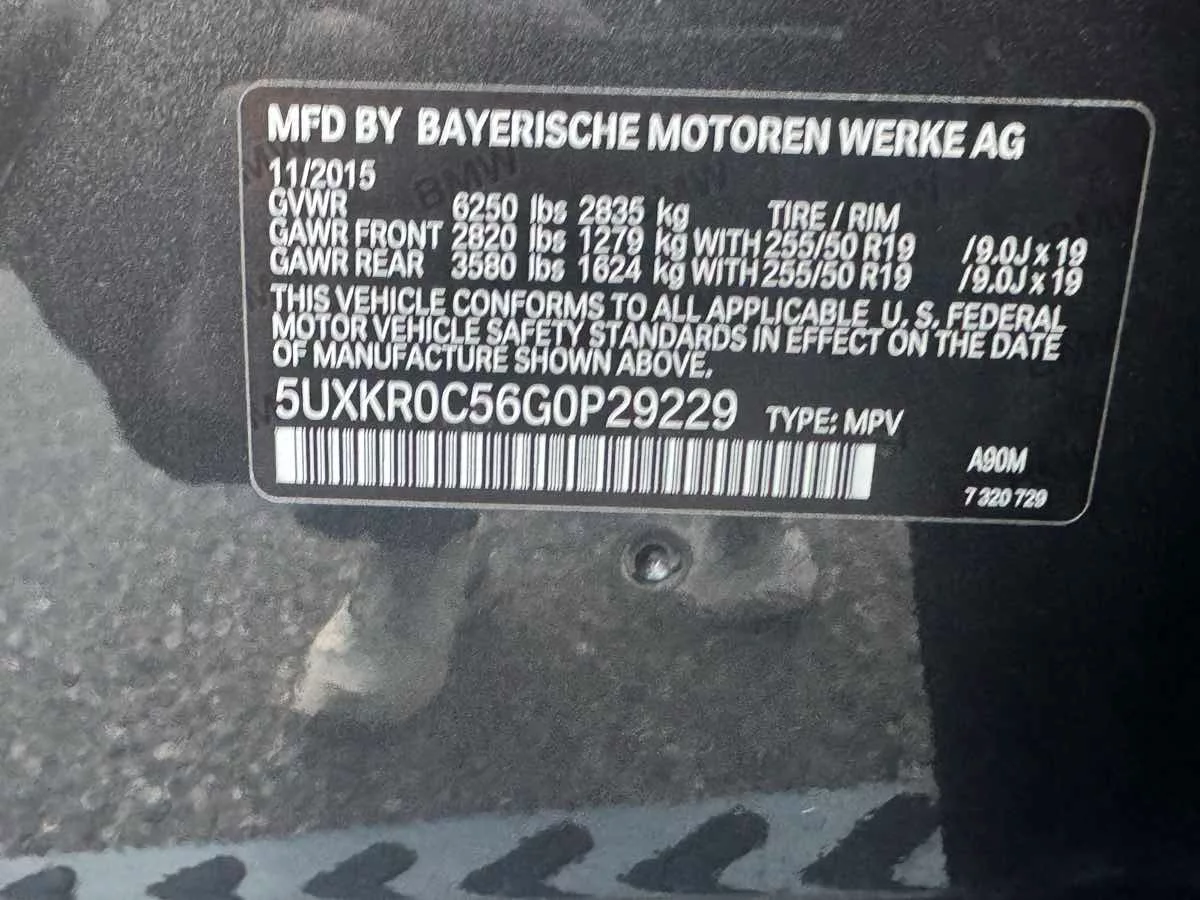 MFD BY BAYERISCHE MOTOREN WERKE AG
11/2015
GVWR 6250 lbs 2835 kg TIRE / RIM
GAWR FRONT 2820 lbs 1279 kg WITH 255/50 R19 /9.0J x 19
GAWR REAR 3580 lbs 1624 kg WITH 255/50 R19 /9.0J x 19
THIS VEHICLE CONFORMS TO ALL APPLICABLE U.S. FEDERAL
MOTOR VEHICLE SAFETY STANDARDS IN EFFECT ON THE DATE
OF MANUFACTURE SHOWN ABOVE.
5UXKR0C56G0P29229 TYPE: MPV
A90M
7 320 729